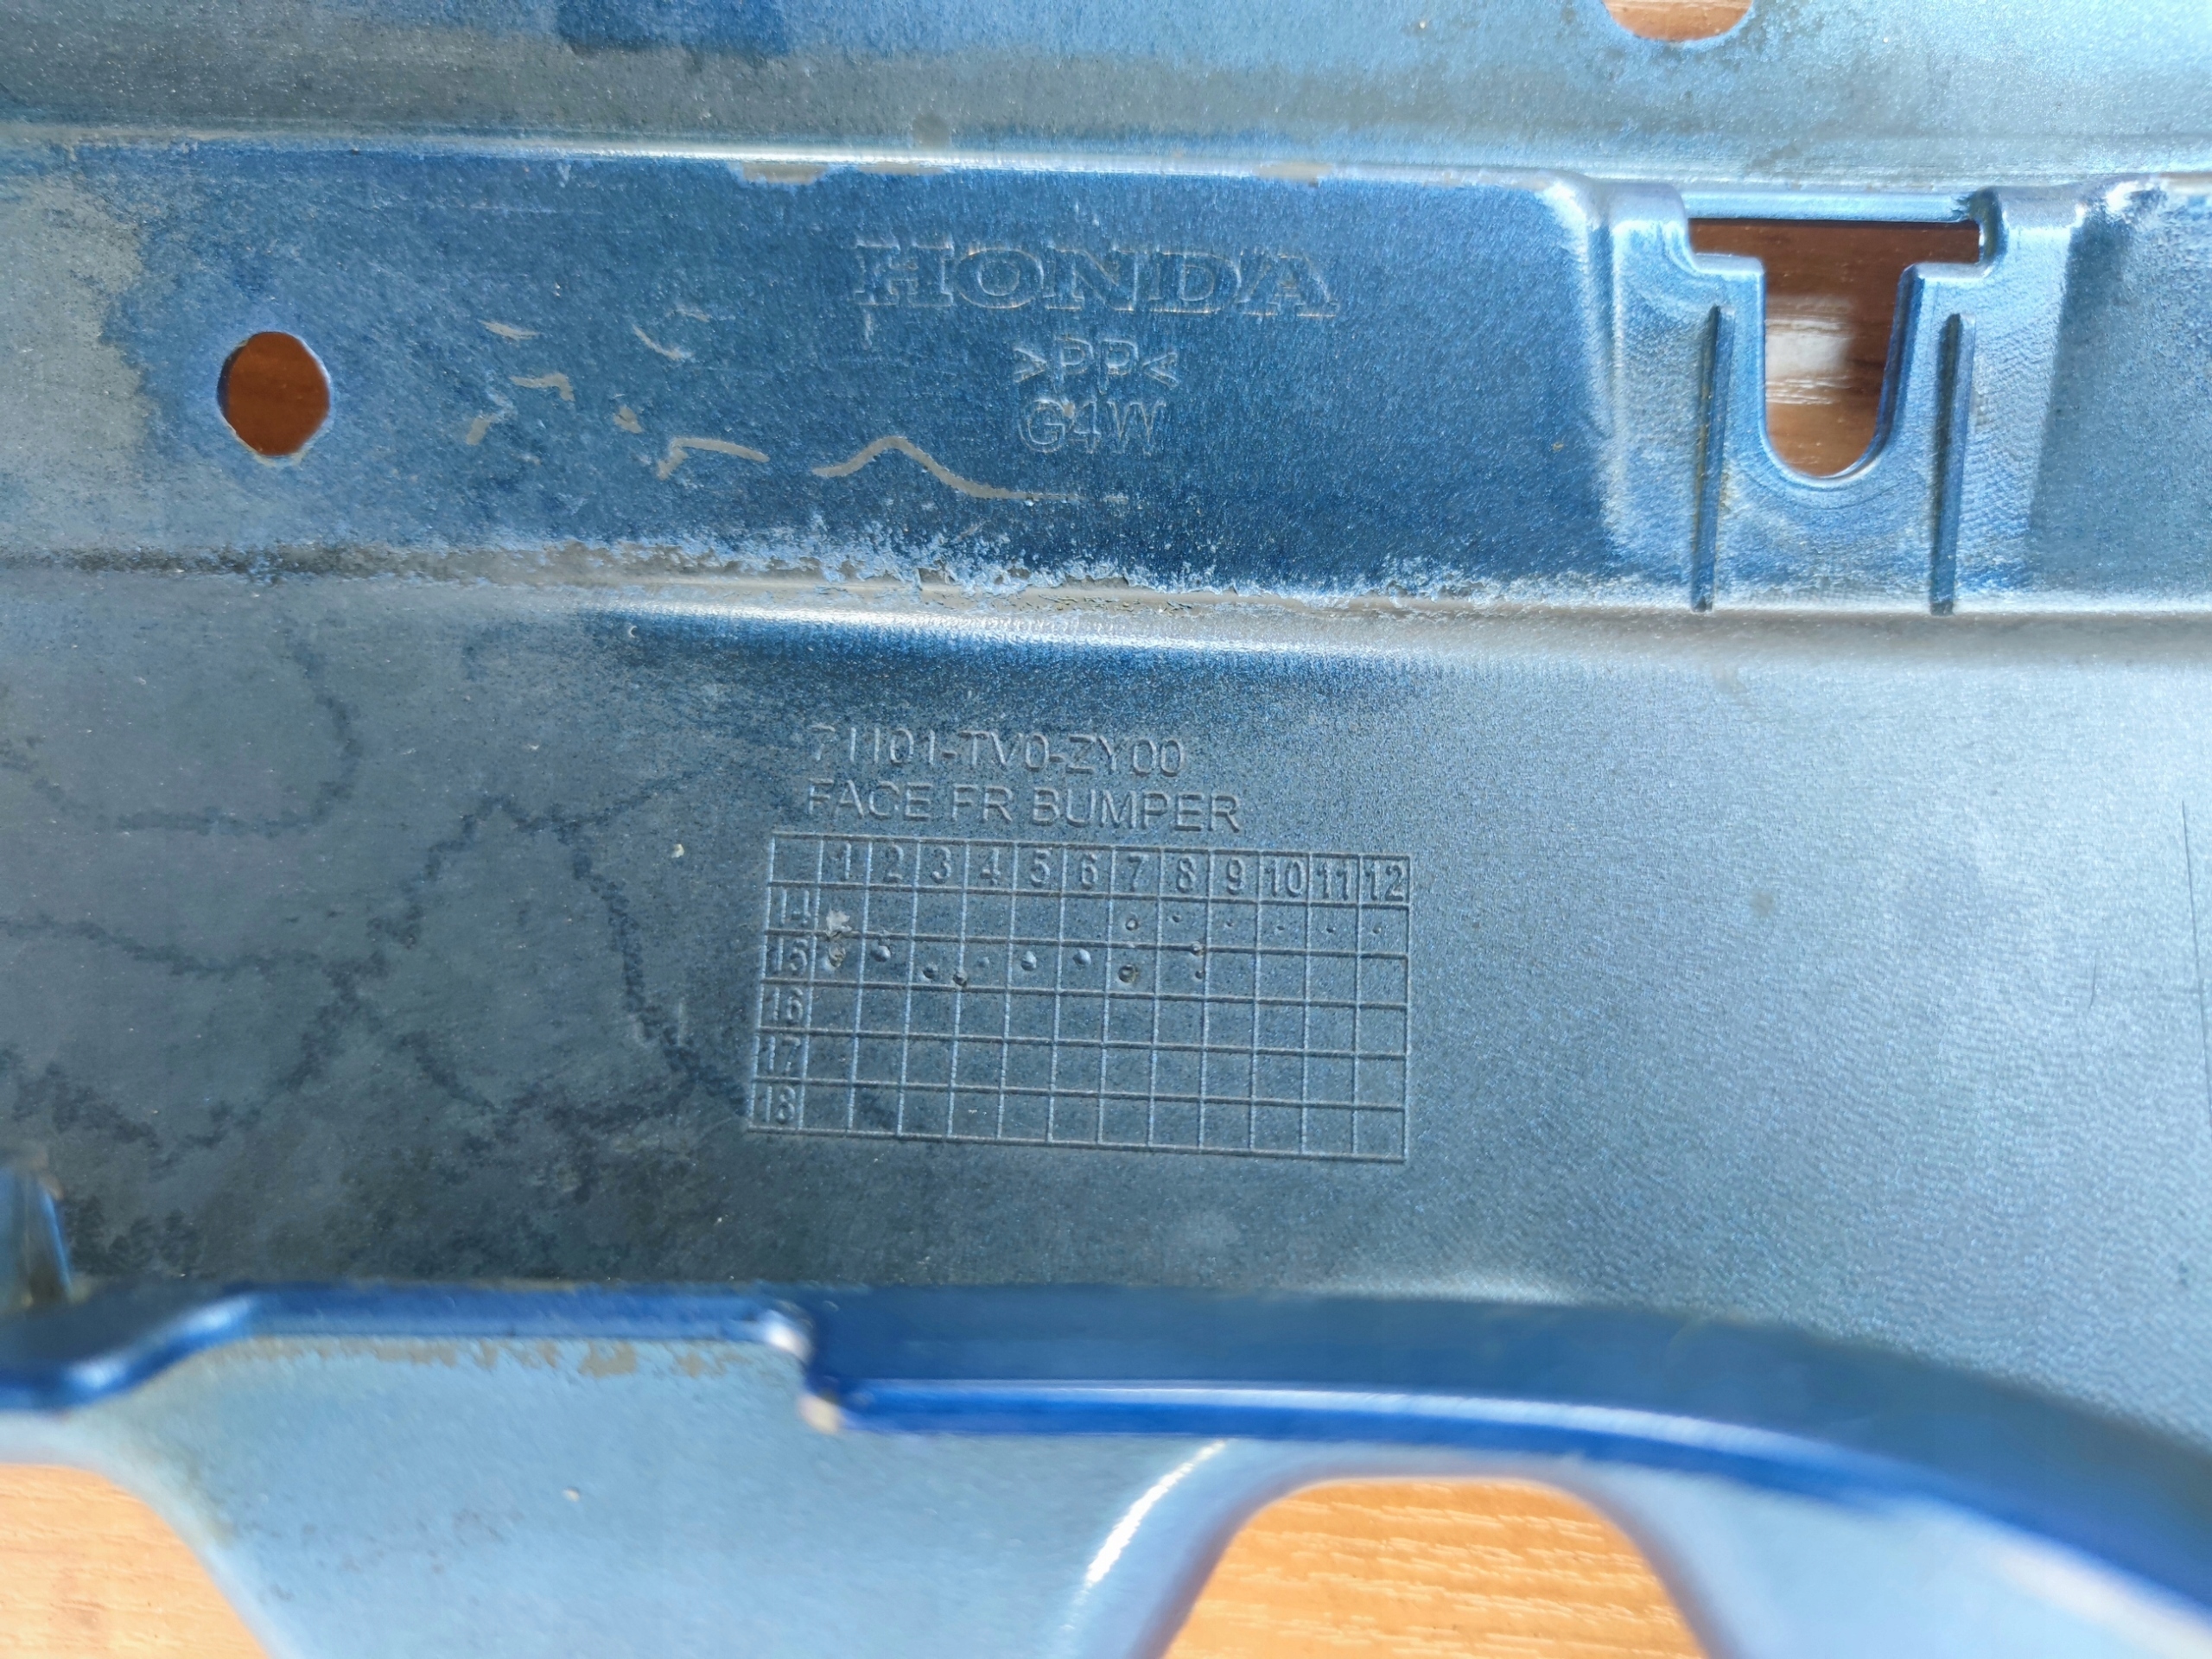 HONDA
>PP<
G4W
71101-TV0-ZY00
FACE FR BUMPER
1 2 3 4 5 6 7 8 9 10 11 12
14
15
16
17
18